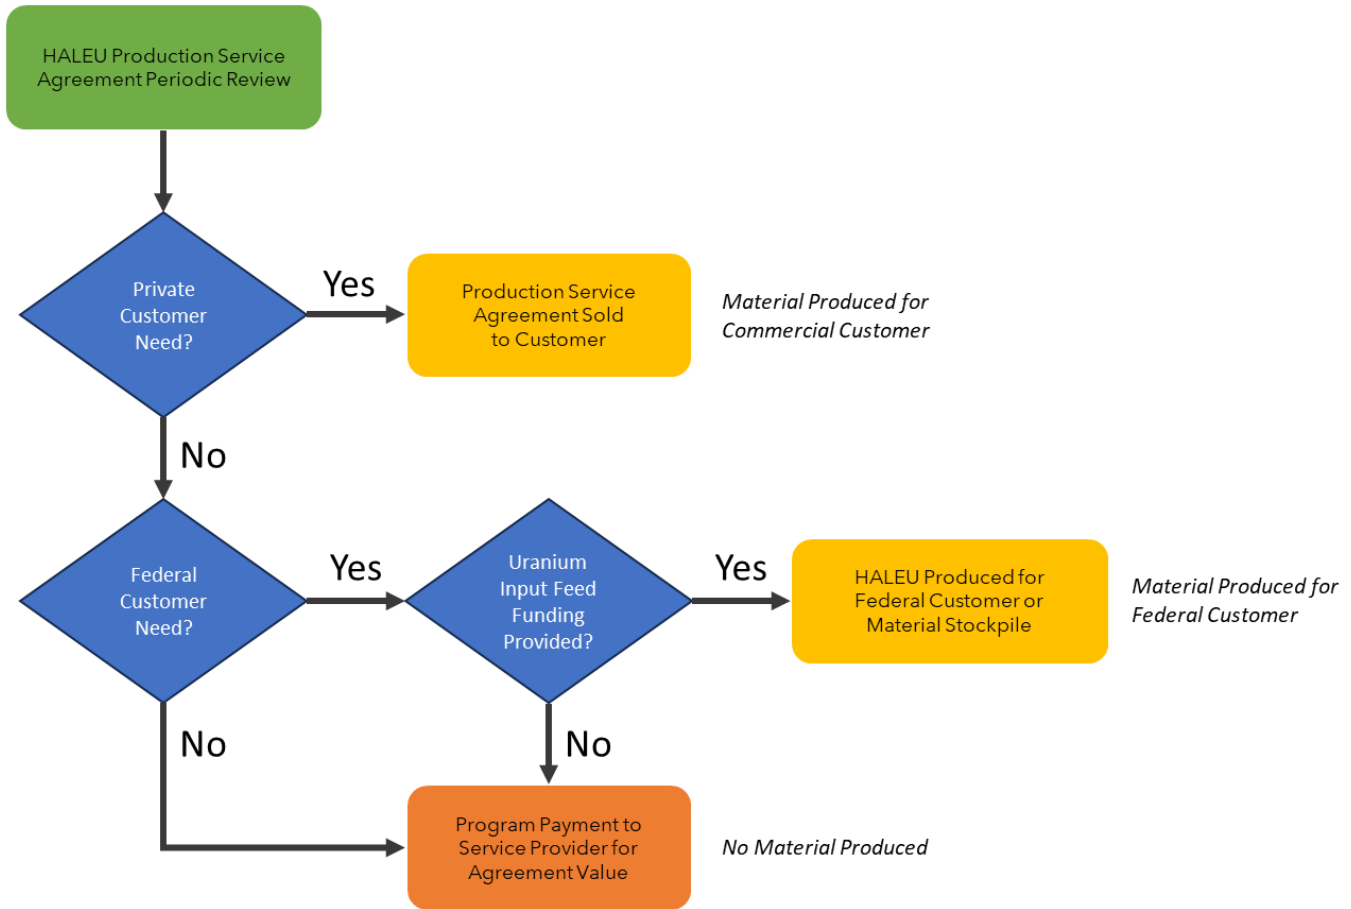 HALEU Production Service
Agreement Periodic Review
Private
Customer
Need?
Yes
Production Service
Agreement Sold
to Customer
Material Produced for
Commercial Customer
No
Federal
Customer
Need?
Yes
Uranium
Input Feed
Funding
Provided?
Yes
HALEU Produced for
Federal Customer or
Material Stockpile
Material Produced for
Federal Customer
No
No
Program Payment to
Service Provider for
Agreement Value
No Material Produced